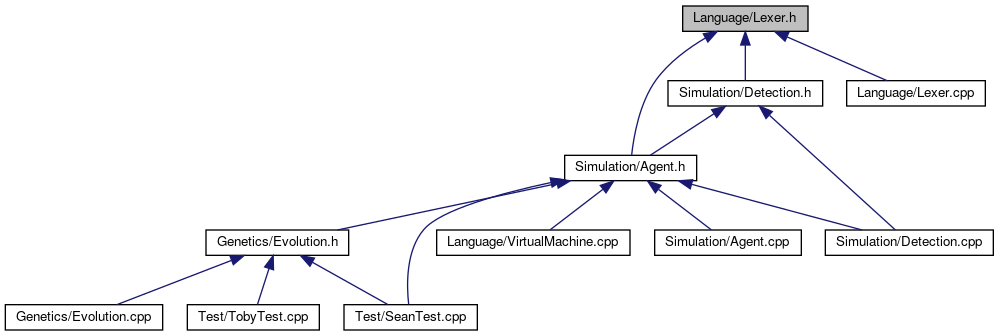 Language/Lexer.h
Simulation/Detection.h
Language/Lexer.cpp
Simulation/Agent.h
Genetics/Evolution.h
Language/VirtualMachine.cpp
Simulation/Agent.cpp
Simulation/Detection.cpp
Genetics/Evolution.cpp
Test/TobyTest.cpp
Test/SeanTest.cpp